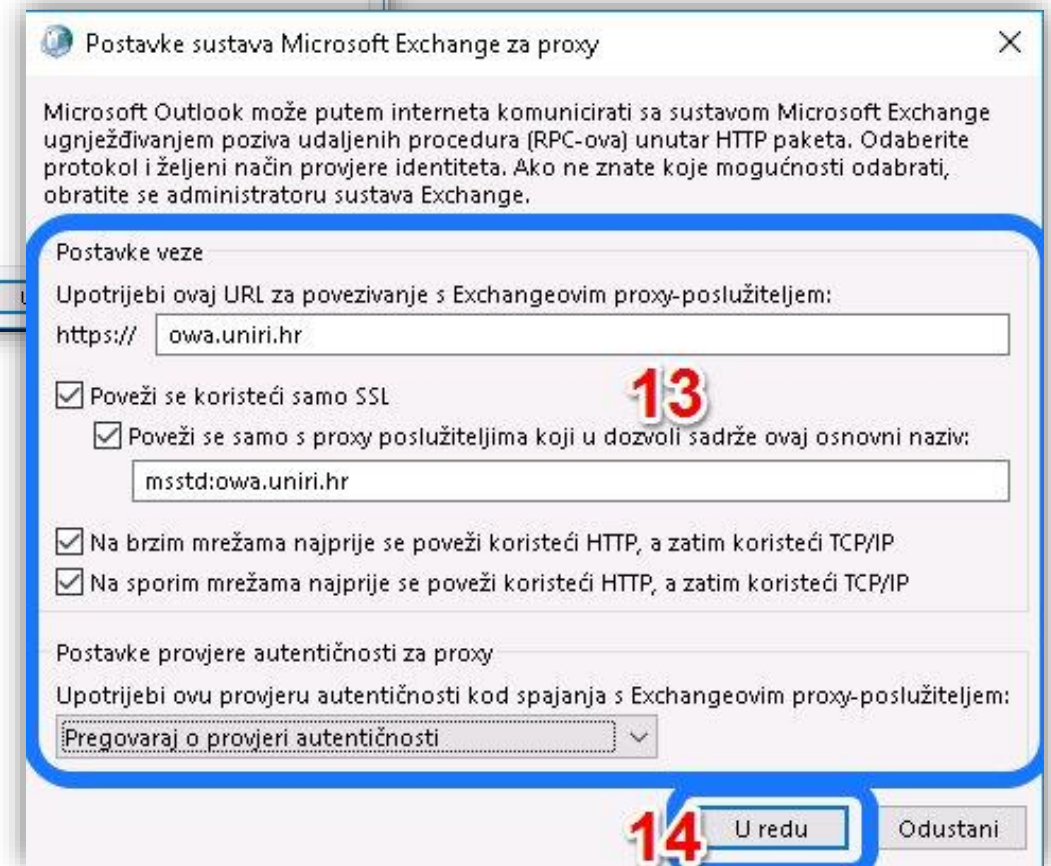 Postavke sustava Microsoft Exchange za proxy
Microsoft Outlook može putem interneta komunicirati sa sustavom Microsoft Exchange
ugnježđivanjem poziva udaljenih procedura (RPC-ova) unutar HTTP paketa. Odaberite
protokol i željeni način provjere identiteta. Ako ne znate koje mogućnosti odabrati,
obratite se administratoru sustava Exchange.
Postavke veze
Upotrijebi ovaj URL za povezivanje s Exchangeovim proxy-poslužiteljem:
https:// owa.uniri.hr
13
Poveži se koristeći samo SSL
Poveži se samo s proxy poslužiteljima koji u dozvoli sadrže ovaj osnovni naziv:
msstd:owa.uniri.hr
Na brzim mrežama najprije se poveži koristeći HTTP, a zatim koristeći TCP/IP
Na sporim mrežama najprije se poveži koristeći HTTP, a zatim koristeći TCP/IP
Postavke provjere autentičnosti za proxy
Upotrijebi ovu provjeru autentičnosti kod spajanja s Exchangeovim proxy-poslužiteljem:
Pregovaraj o provjeri autentičnosti
14 U redu Odustani